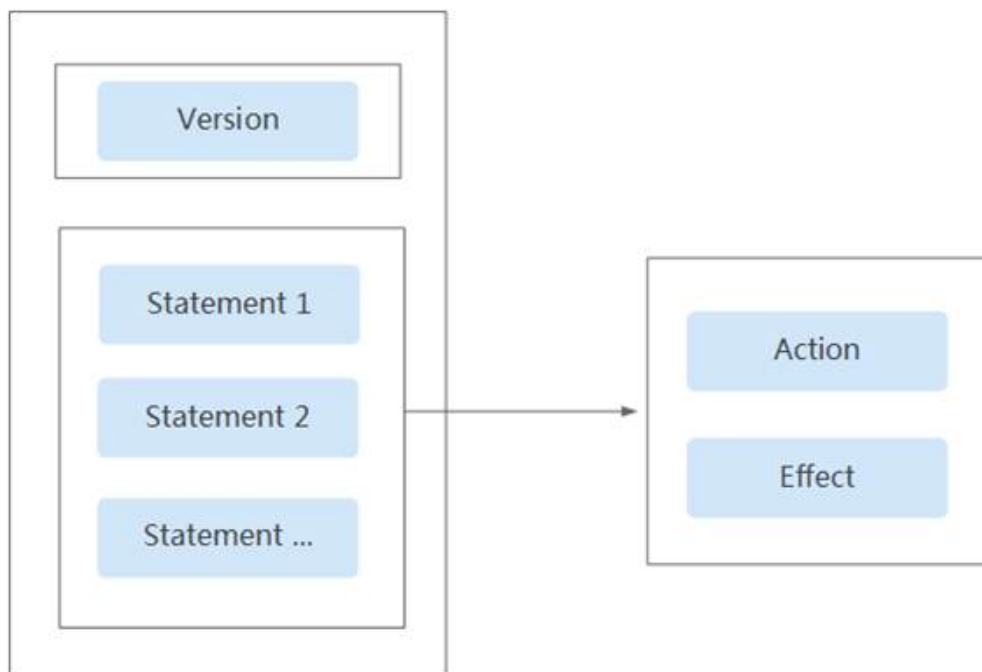 Version
Statement 1
Statement 2
Statement ...
Action
Effect